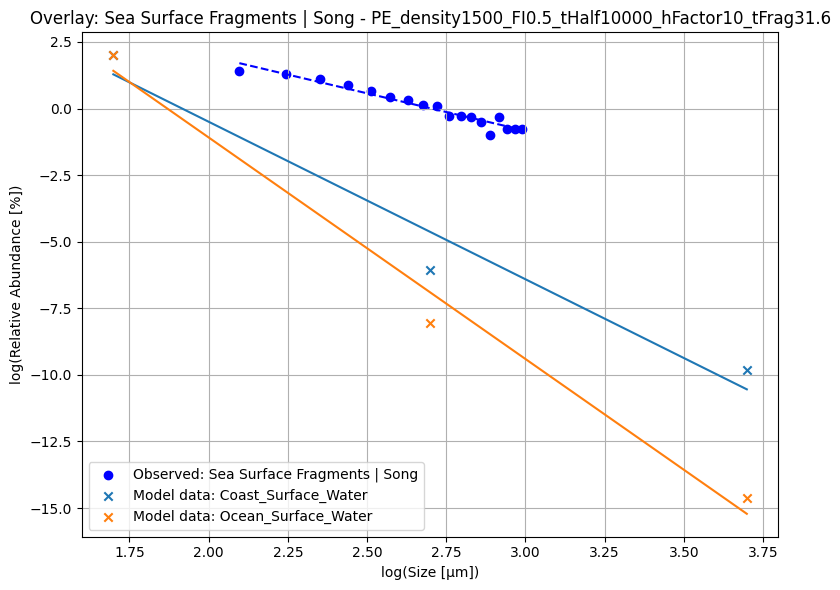 Overlay: Sea Surface Fragments | Song - PE_density1500_FI0.5_tHalf10000_hFactor10_tFrag31.6
2.5
0.0
−2.5
−5.0
−7.5
−10.0
−12.5
−15.0
log(Relative Abundance [%])
Observed: Sea Surface Fragments | Song
Model data: Coast_Surface_Water
Model data: Ocean_Surface_Water
1.75 2.00 2.25 2.50 2.75 3.00 3.25 3.50 3.75
log(Size [μm])